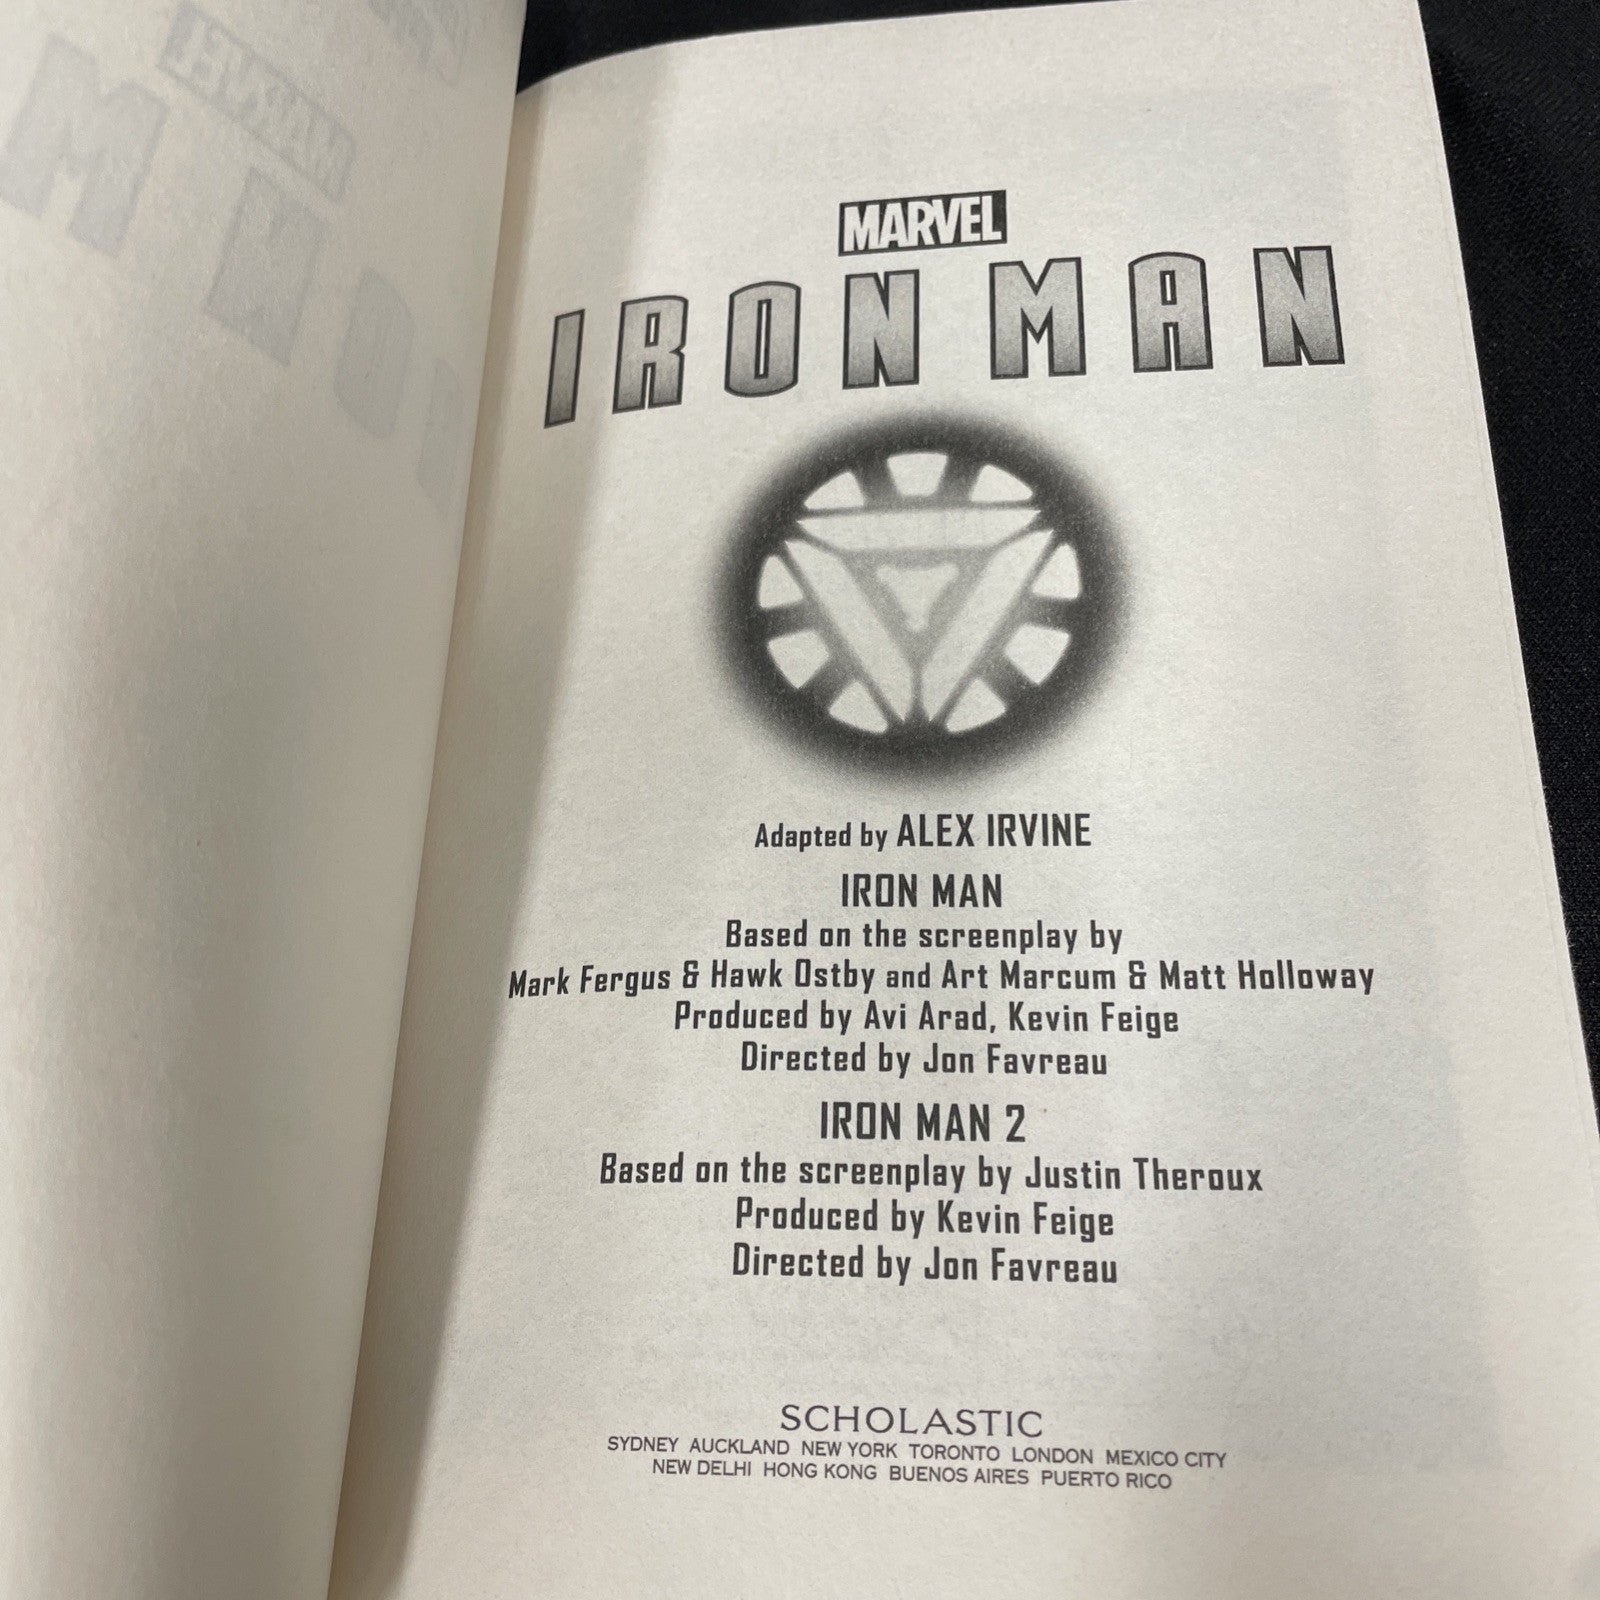 MARVEL
IRON MAN
Adapted by ALEX IRVINE
IRON MAN
Based on the screenplay by
Mark Fergus & Hawk Ostby and Art Marcum & Matt Holloway
Produced by Avi Arad, Kevin Feige
Directed by Jon Favreau
IRON MAN 2
Based on the screenplay by Justin Theroux
Produced by Kevin Feige
Directed by Jon Favreau
SCHOLASTIC
SYDNEY AUCKLAND NEW YORK TORONTO LONDON MEXICO CITY
NEW DELHI HONG KONG BUENOS AIRES PUERTO RICO